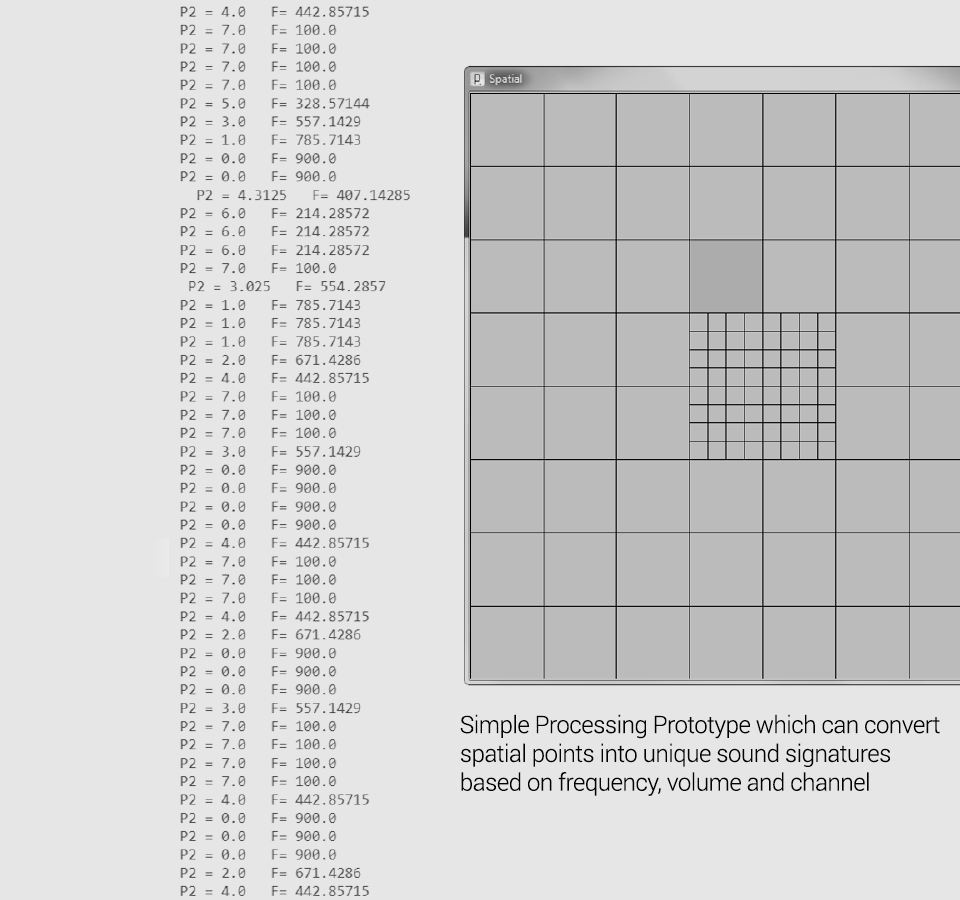 P2 = 4.0   F= 442.85715
P2 = 7.0   F= 100.0
P2 = 7.0   F= 100.0
P2 = 7.0   F= 100.0
P2 = 7.0   F= 100.0
P2 = 5.0   F= 328.57144
P2 = 3.0   F= 557.1429
P2 = 1.0   F= 785.7143
P2 = 0.0   F= 900.0
P2 = 0.0   F= 900.0
P2 = 4.3125   F= 407.14285
P2 = 6.0   F= 214.28572
P2 = 6.0   F= 214.28572
P2 = 6.0   F= 214.28572
P2 = 7.0   F= 100.0
P2 = 3.025   F= 554.2857
P2 = 1.0   F= 785.7143
P2 = 1.0   F= 785.7143
P2 = 1.0   F= 785.7143
P2 = 2.0   F= 671.4286
P2 = 4.0   F= 442.85715
P2 = 7.0   F= 100.0
P2 = 7.0   F= 100.0
P2 = 7.0   F= 100.0
P2 = 3.0   F= 557.1429
P2 = 0.0   F= 900.0
P2 = 0.0   F= 900.0
P2 = 0.0   F= 900.0
P2 = 0.0   F= 900.0
P2 = 4.0   F= 442.85715
P2 = 7.0   F= 100.0
P2 = 7.0   F= 100.0
P2 = 7.0   F= 100.0
P2 = 4.0   F= 442.85715
P2 = 2.0   F= 671.4286
P2 = 0.0   F= 900.0
P2 = 0.0   F= 900.0
P2 = 0.0   F= 900.0
P2 = 3.0   F= 557.1429
P2 = 7.0   F= 100.0
P2 = 7.0   F= 100.0
P2 = 7.0   F= 100.0
P2 = 7.0   F= 100.0
P2 = 4.0   F= 442.85715
P2 = 0.0   F= 900.0
P2 = 0.0   F= 900.0
P2 = 0.0   F= 900.0
P2 = 2.0   F= 671.4286
P2 = 4.0   F= 442.85715
Spatial
Simple Processing Prototype which can convert
spatial points into unique sound signatures
based on frequency, volume and channel